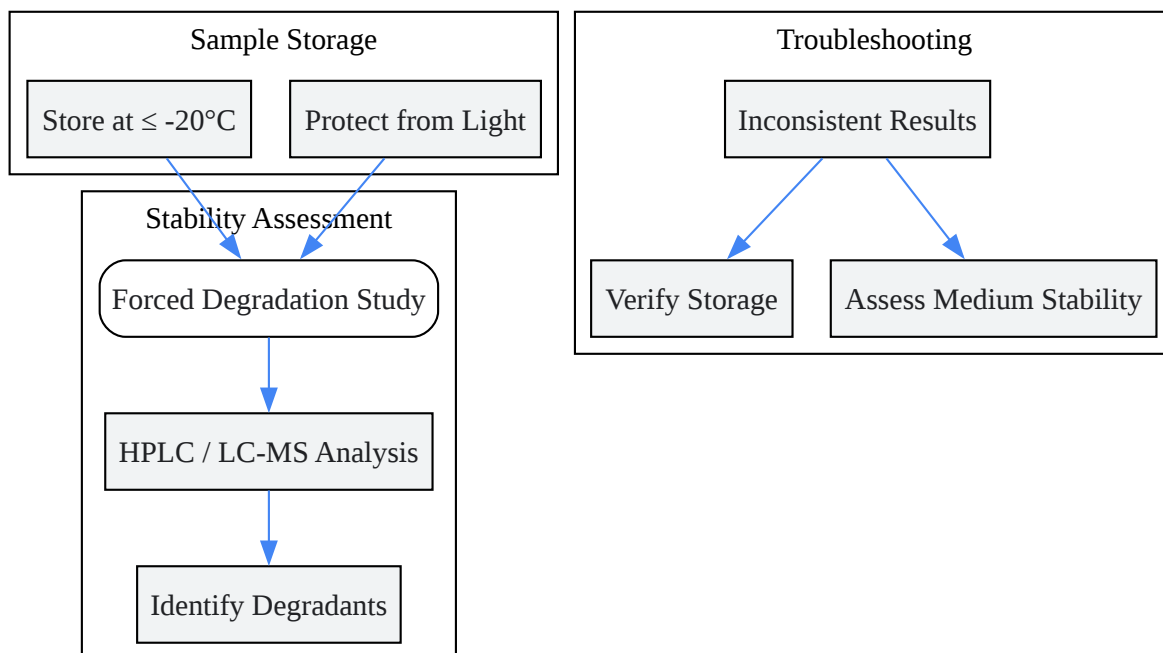 Sample Storage
Store at ≤ -20°C
Protect from Light
Stability Assessment
Forced Degradation Study
HPLC / LC-MS Analysis
Identify Degradants
Troubleshooting
Inconsistent Results
Verify Storage
Assess Medium Stability